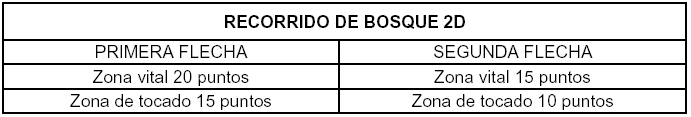 RECORRIDO DE BOSQUE 2D
PRIMERA FLECHA SEGUNDA FLECHA
Zona vital 20 puntos Zona vital 15 puntos
Zona de tocado 15 puntos Zona de tocado 10 puntos